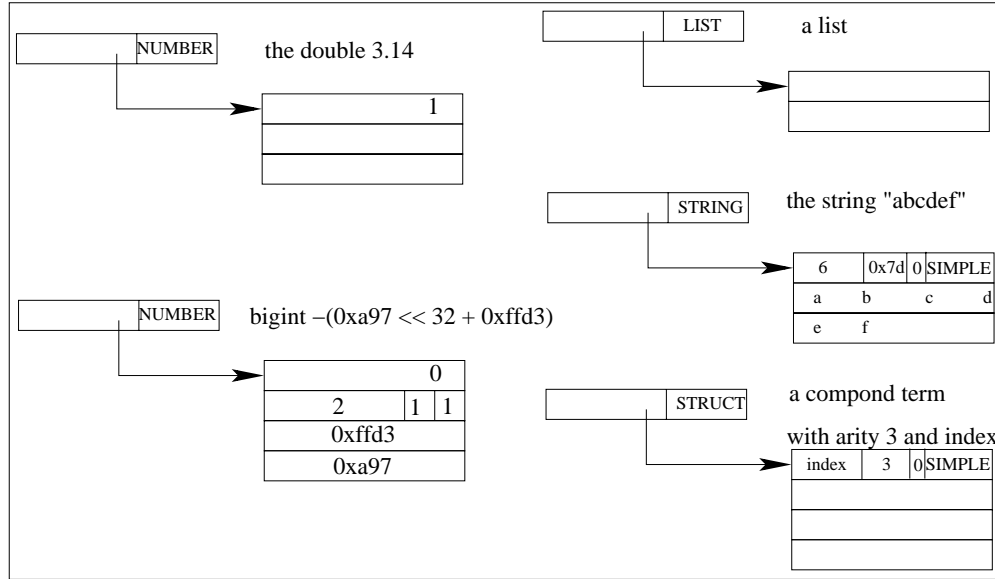 NUMBER
the double 3.14
1
NUMBER
bigint −(0xa97 << 32 + 0xffd3)
0
2 1 1
0xffd3
0xa97
LIST
a list
STRING
the string "abcdef"
6 0x7d 0 SIMPLE
a b c d
e f
STRUCT
a compond term
with arity 3 and index
index 3 0 SIMPLE